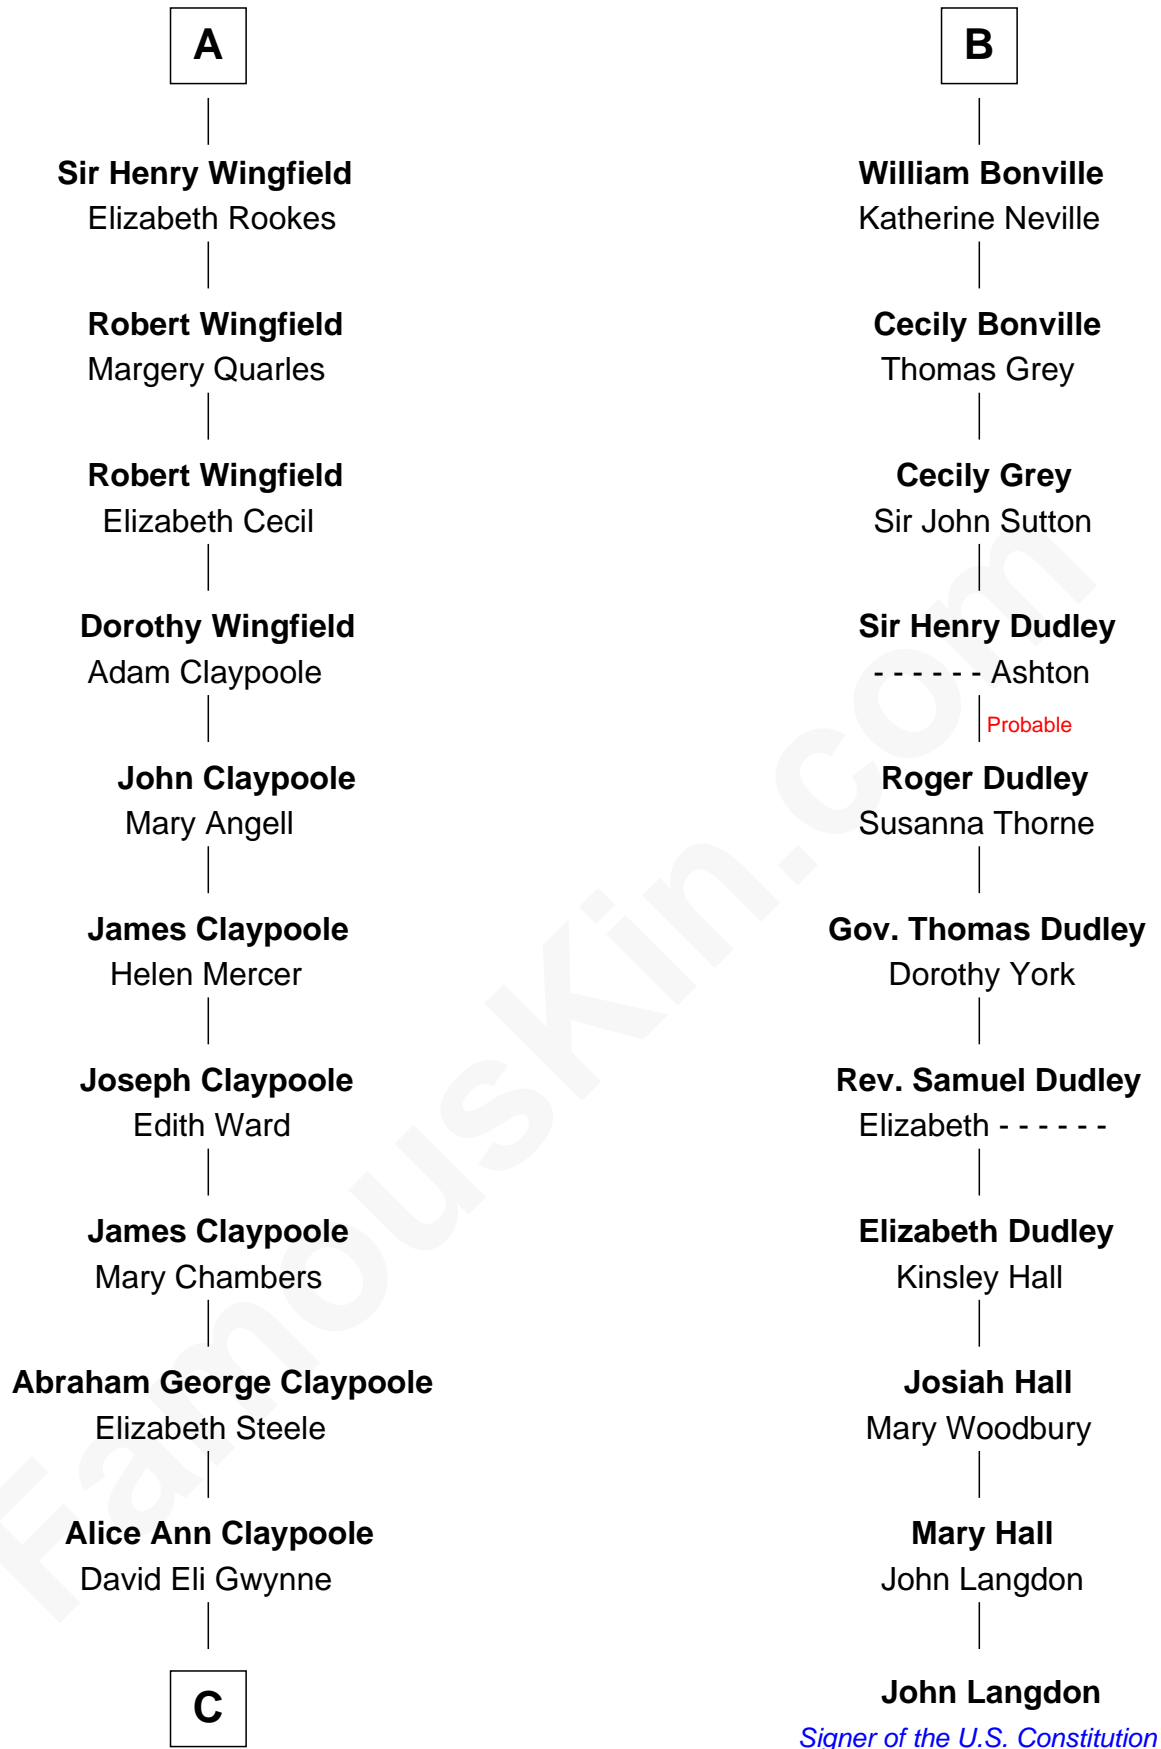 A
Sir Henry Wingfield
Elizabeth Rookes
Robert Wingfield
Margery Quarles
Robert Wingfield
Elizabeth Cecil
Dorothy Wingfield
Adam Claypoole
John Claypoole
Mary Angell
James Claypoole
Helen Mercer
Joseph Claypoole
Edith Ward
James Claypoole
Mary Chambers
Abraham George Claypoole
Elizabeth Steele
Alice Ann Claypoole
David Eli Gwynne
C
B
William Bonville
Katherine Neville
Cecily Bonville
Thomas Grey
Cecily Grey
Sir John Sutton
Sir Henry Dudley
- - - - - - Ashton
Probable
Roger Dudley
Susanna Thorne
Gov. Thomas Dudley
Dorothy York
Rev. Samuel Dudley
Elizabeth - - - - - -
Elizabeth Dudley
Kinsley Hall
Josiah Hall
Mary Woodbury
Mary Hall
John Langdon
John Langdon
Signer of the U.S. Constitution
FamousKin.com